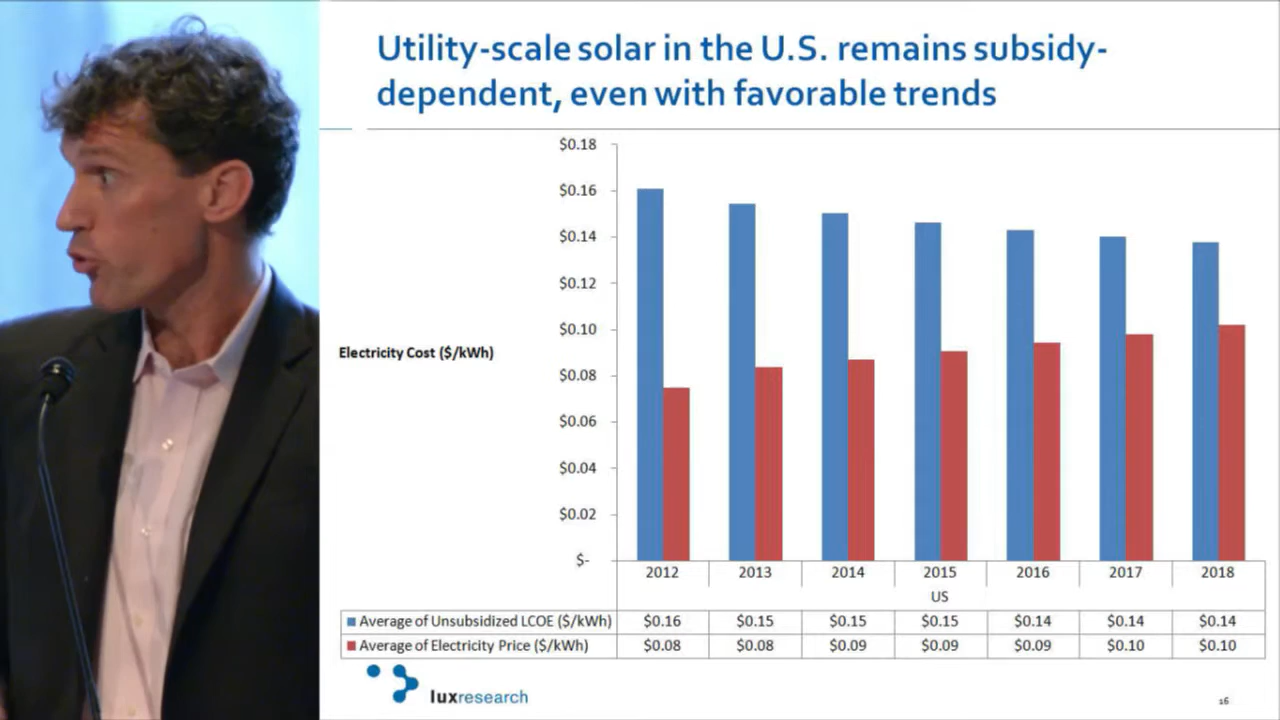 Utility-scale solar in the U.S. remains subsidy-
dependent, even with favorable trends
$0.18
$0.16
$0.14
$0.12
$0.10
$0.08
$0.06
$0.04
$0.02
$-
Electricity Cost ($/kWh)
2012 2013 2014 2015 2016 2017 2018
US
Average of Unsubsidized LCOE ($/kWh) $0.16 $0.15 $0.15 $0.15 $0.14 $0.14 $0.14
Average of Electricity Price ($/kWh) $0.08 $0.08 $0.09 $0.09 $0.09 $0.10 $0.10
luxresearch
16